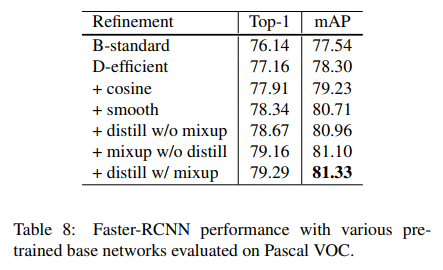 Refinement Top-1 mAP
B-standard 76.14 77.54
D-efficient 77.16 78.30
+ cosine 77.91 79.23
+ smooth 78.34 80.71
+ distill w/o mixup 78.67 80.96
+ mixup w/o distill 79.16 81.10
+ distill w/ mixup 79.29 81.33
Table 8: Faster-RCNN performance with various pre-
trained base networks evaluated on Pascal VOC.